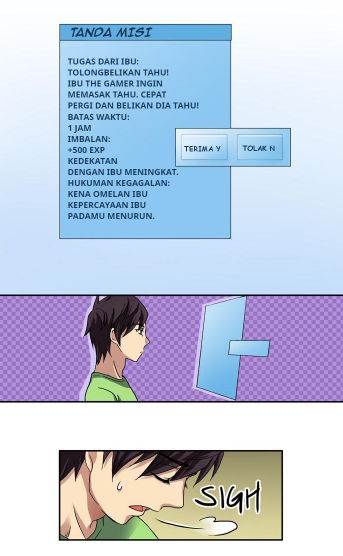 TANDA MISI
TUGAS DARI IBU:
TOLONGBELIKAN TAHU!
IBU THE GAMER INGIN
MEMASAK TAHU. CEPAT
PERGI DAN BELIKAN DIA TAHU!
BATAS WAKTU:
1 JAM
IMBALAN:
+500 EXP
KEDEKATAN
DENGAN IBU MENINGKAT.
HUKUMAN KEGAGALAN:
KENA OMELAN IBU
KEPERCAYAAN IBU
PADAMU MENURUN.
TERIMA Y
TOLAK N
SIGH